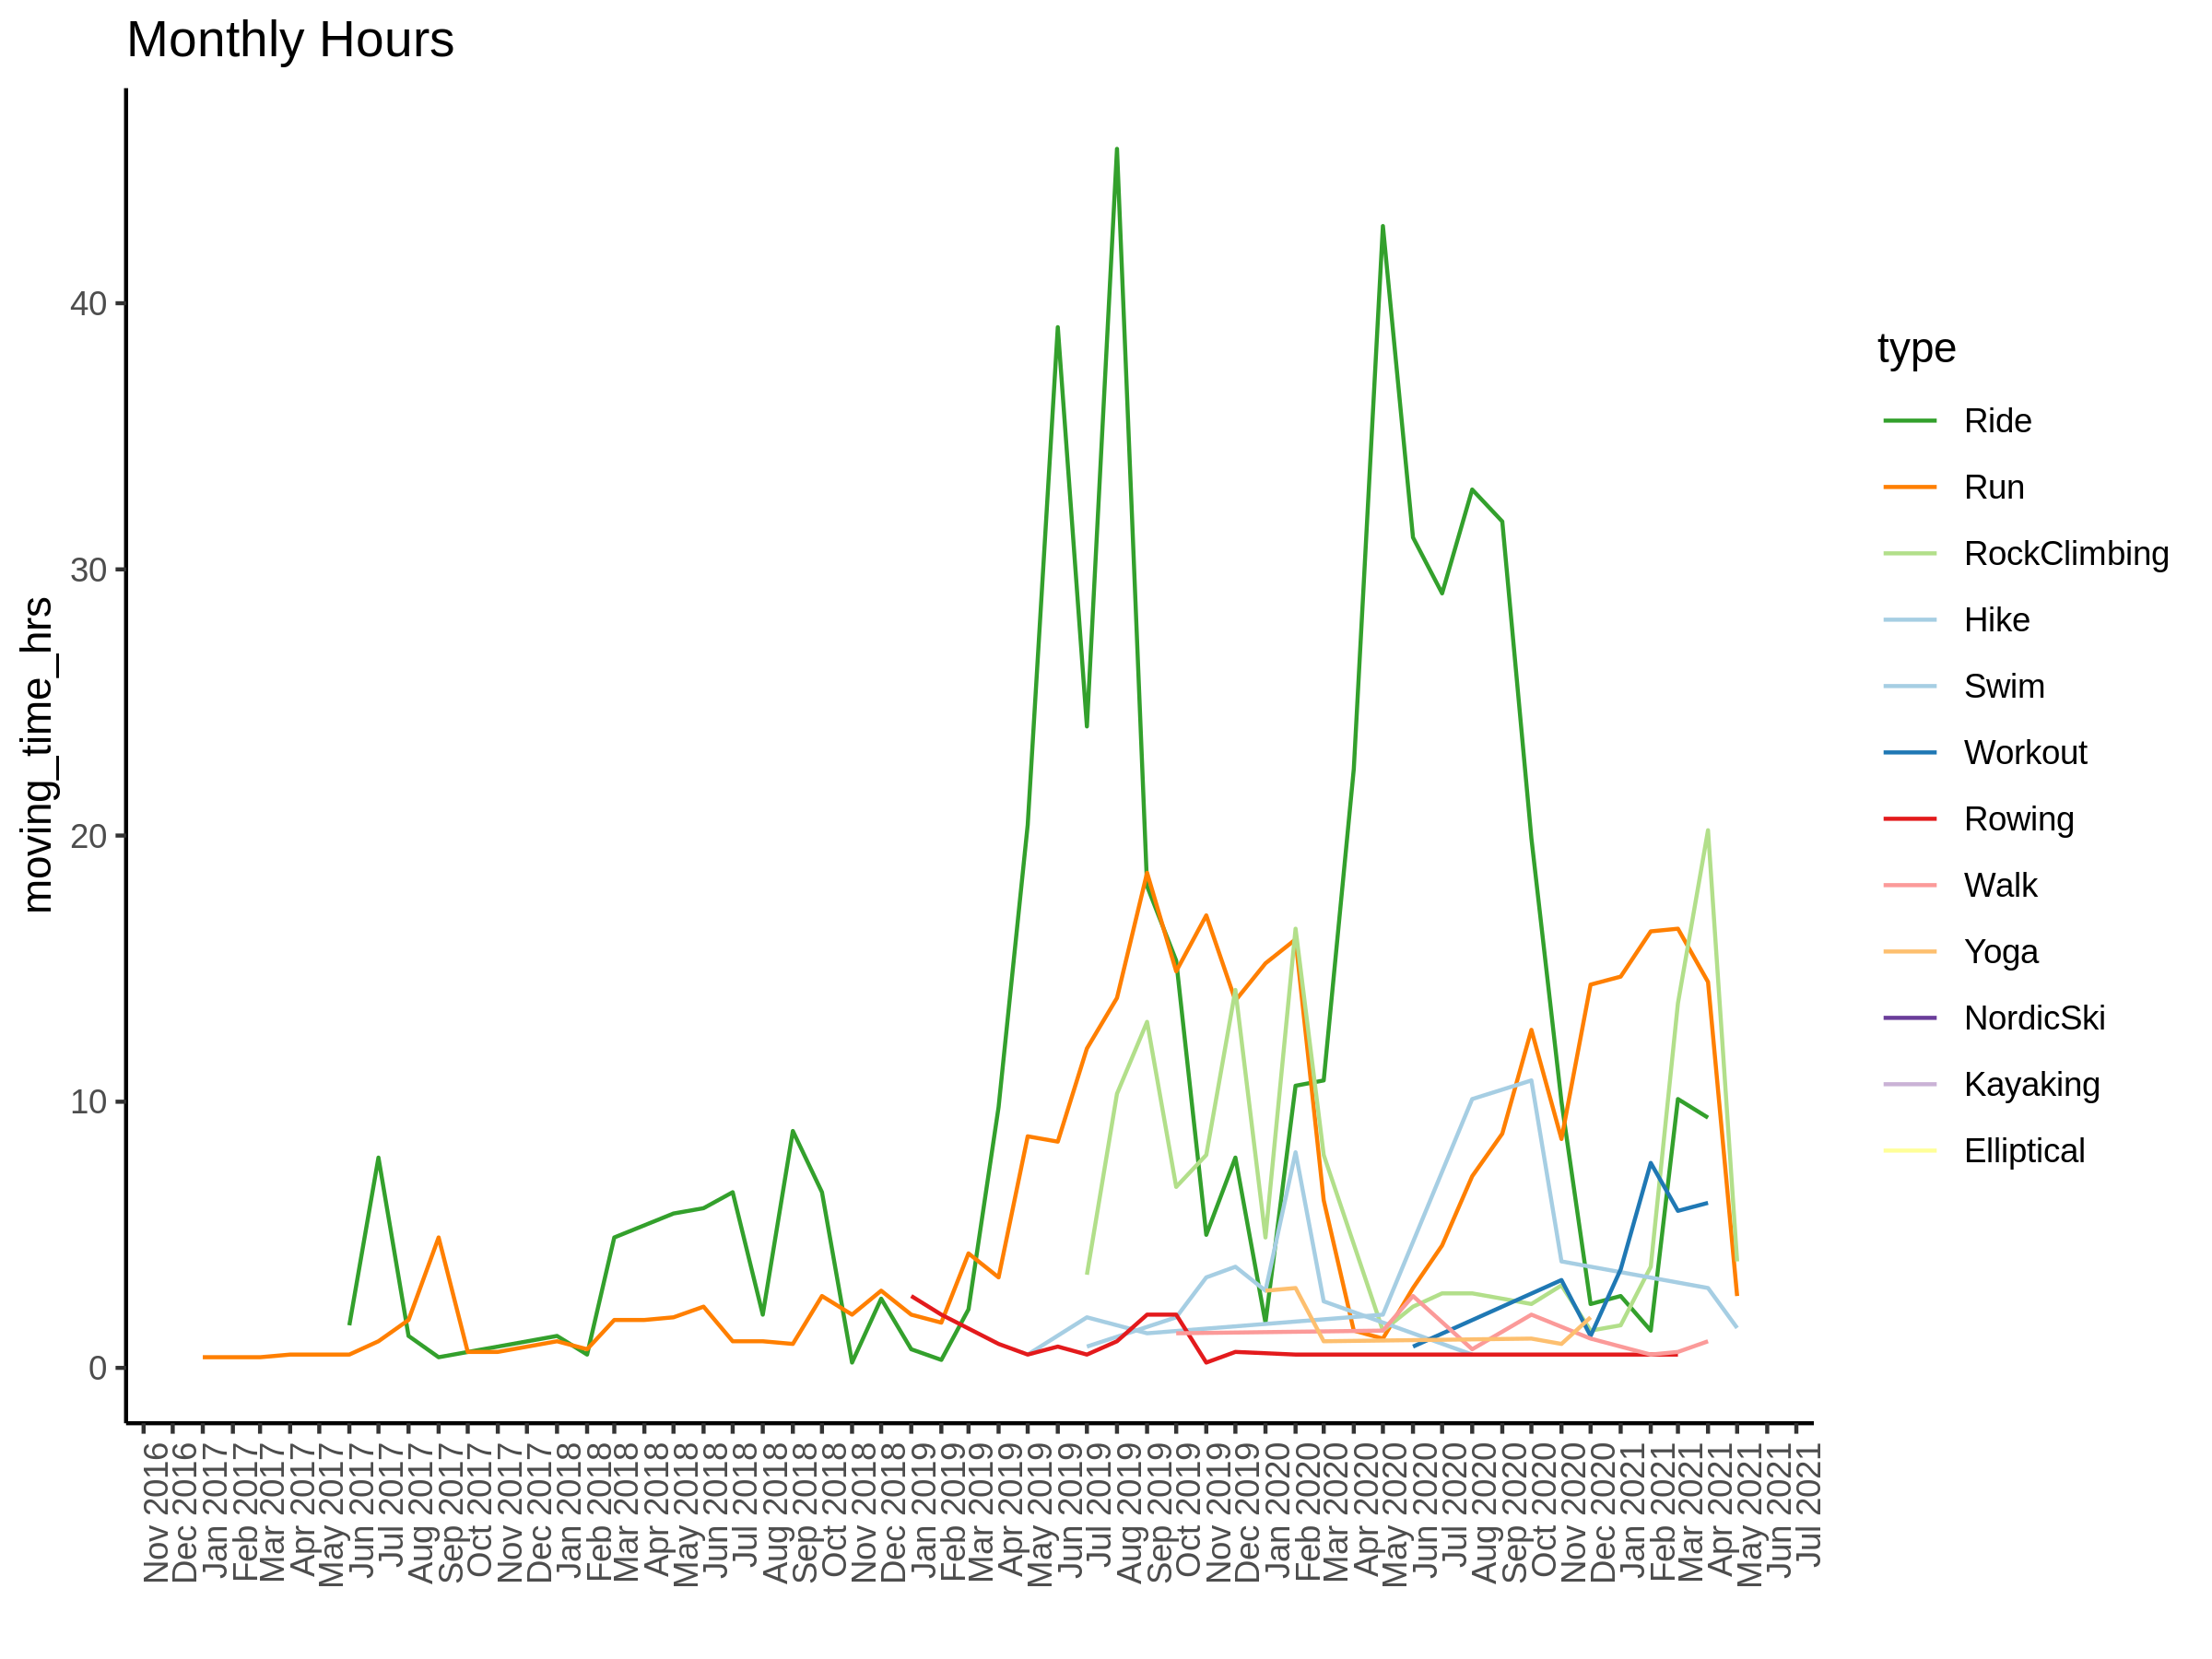 Monthly Hours
moving_time_hrs
40
30
20
10
0
Nov 2016
Dec 2016
Jan 2017
Feb 2017
Mar 2017
Apr 2017
May 2017
Jun 2017
Jul 2017
Aug 2017
Sep 2017
Oct 2017
Nov 2017
Dec 2017
Jan 2018
Feb 2018
Mar 2018
Apr 2018
May 2018
Jun 2018
Jul 2018
Aug 2018
Sep 2018
Oct 2018
Nov 2018
Dec 2018
Jan 2019
Feb 2019
Mar 2019
Apr 2019
May 2019
Jun 2019
Jul 2019
Aug 2019
Sep 2019
Oct 2019
Nov 2019
Dec 2019
Jan 2020
Feb 2020
Mar 2020
Apr 2020
May 2020
Jun 2020
Jul 2020
Aug 2020
Sep 2020
Oct 2020
Nov 2020
Dec 2020
Jan 2021
Feb 2021
Mar 2021
Apr 2021
May 2021
Jun 2021
Jul 2021
type
Ride
Run
RockClimbing
Hike
Swim
Workout
Rowing
Walk
Yoga
NordicSki
Kayaking
Elliptical